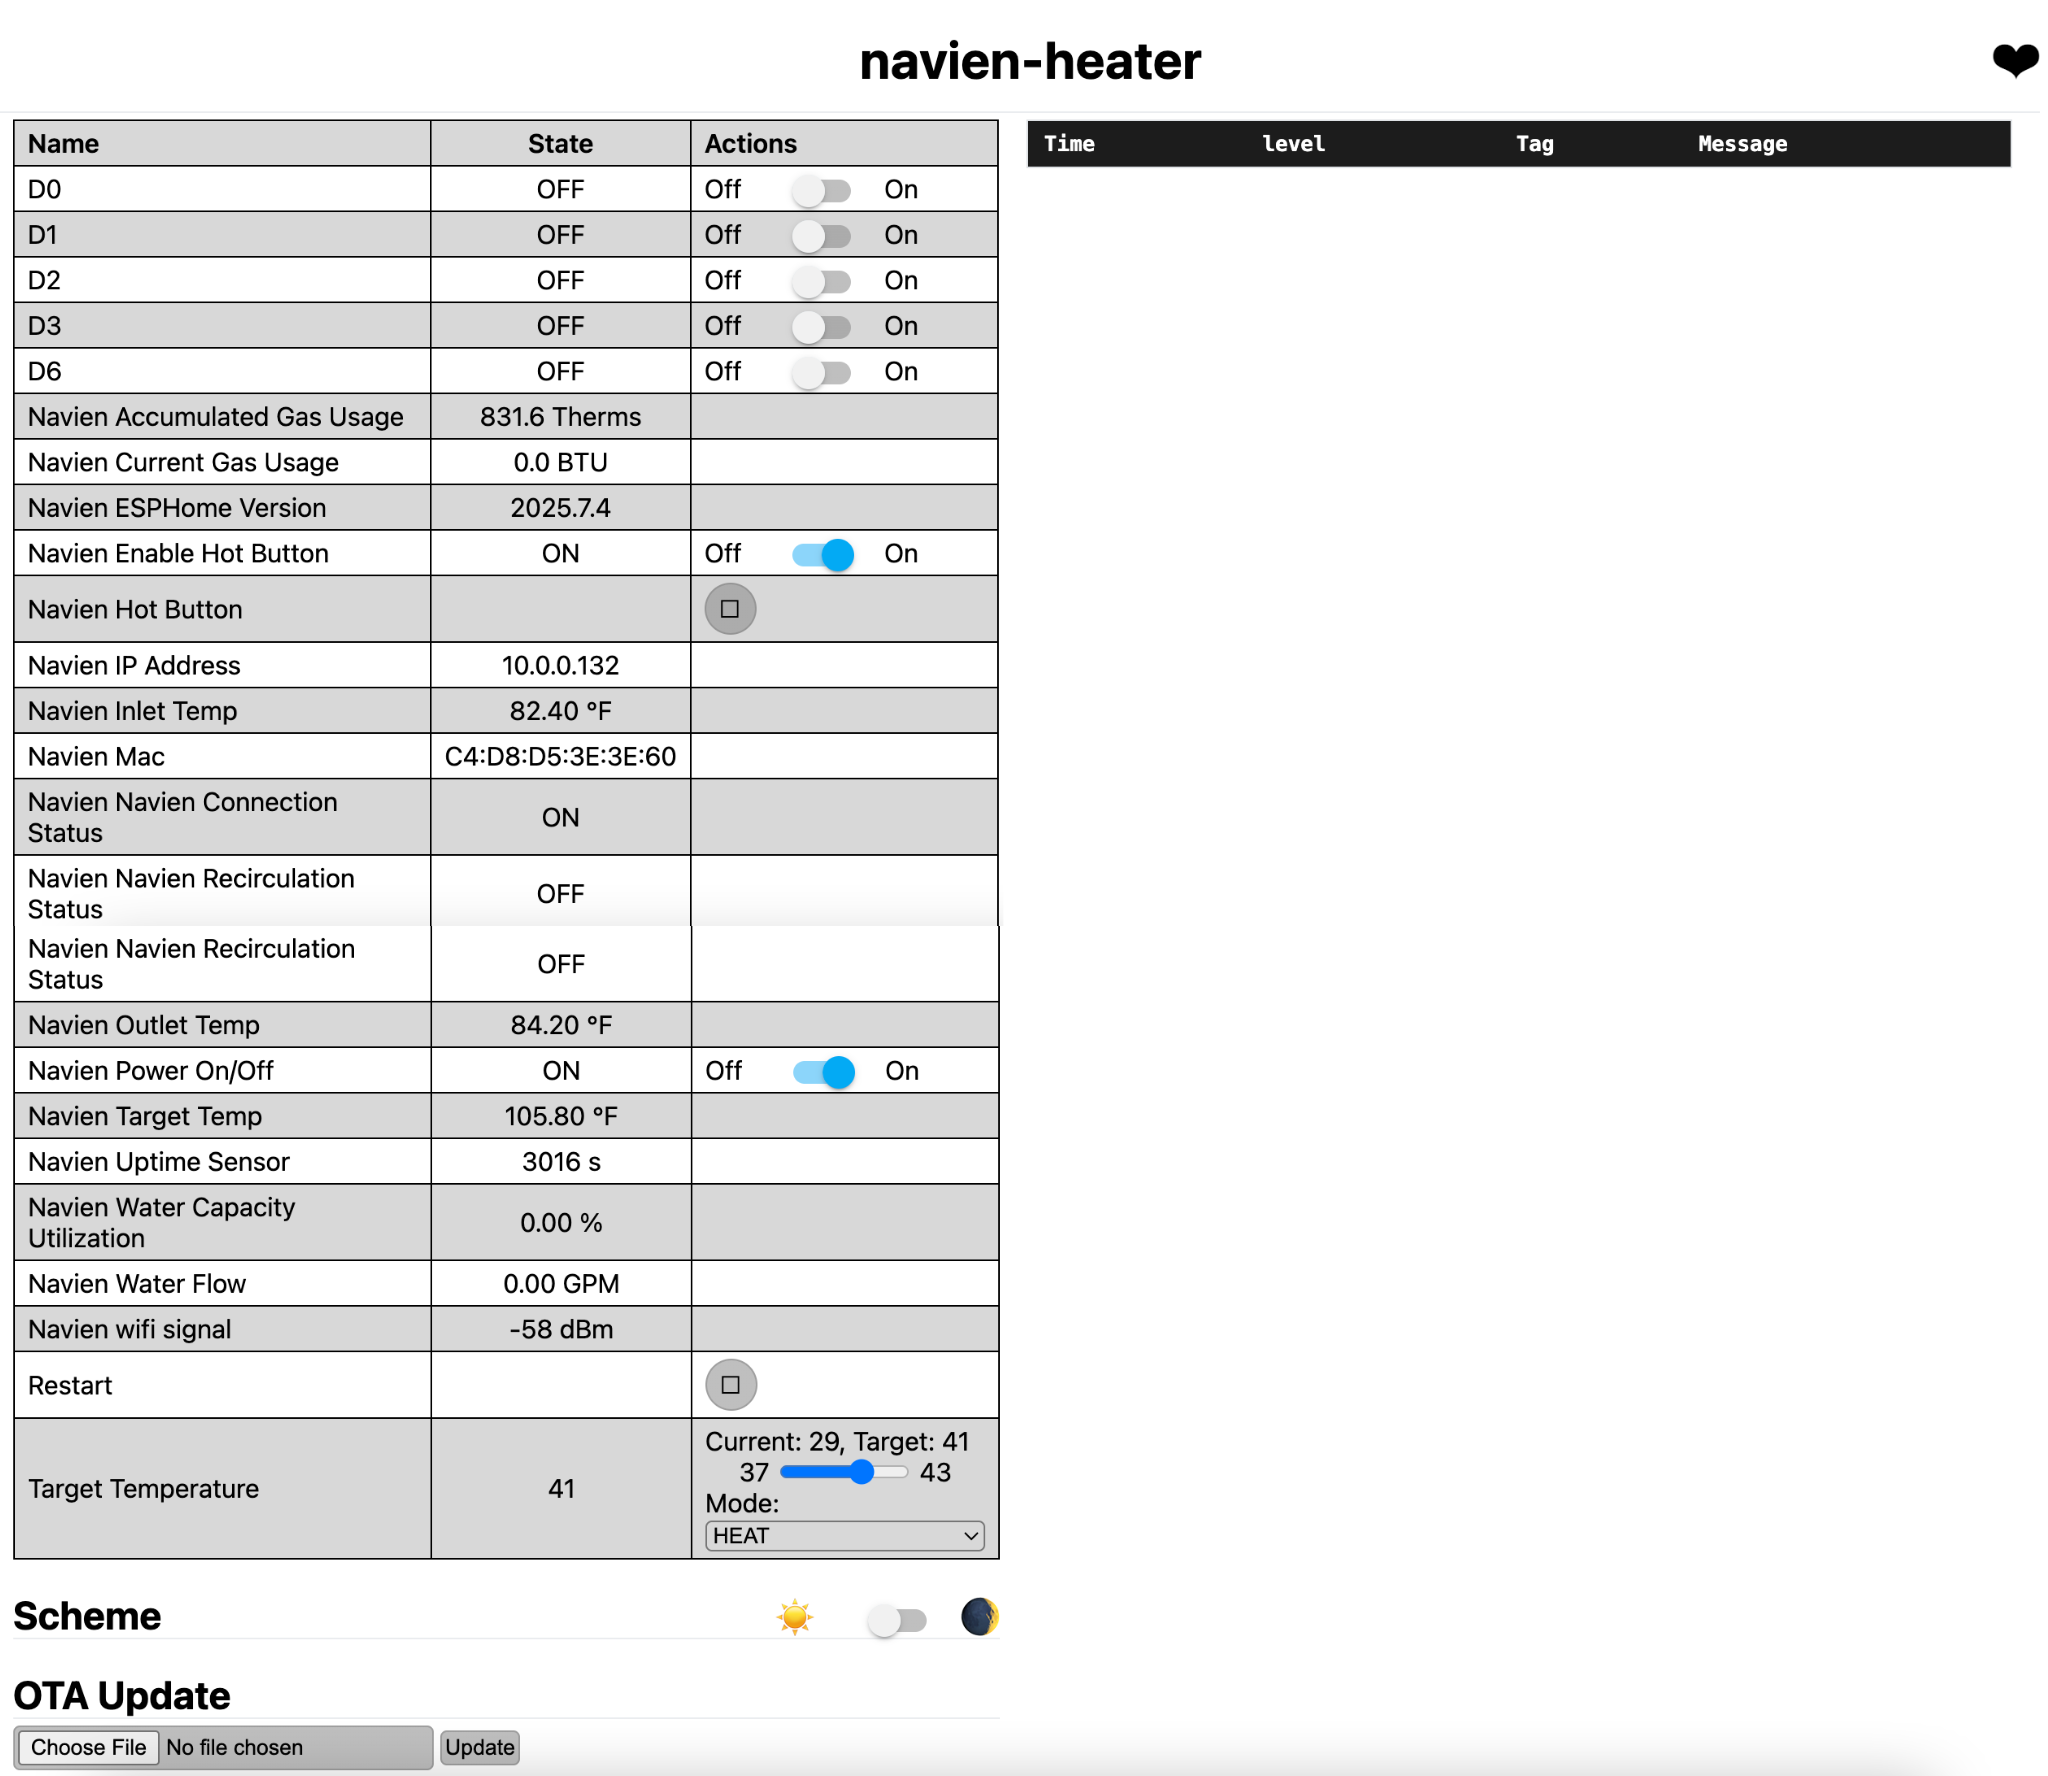 navien-heater
Name State Actions
D0 OFF Off On
D1 OFF Off On
D2 OFF Off On
D3 OFF Off On
D6 OFF Off On
Navien Accumulated Gas Usage 831.6 Therms
Navien Current Gas Usage 0.0 BTU
Navien ESPHome Version 2025.7.4
Navien Enable Hot Button ON Off On
Navien Hot Button
Navien IP Address 10.0.0.132
Navien Inlet Temp 82.40 °F
Navien Mac C4:D8:D5:3E:3E:60
Navien Navien Connection
Status ON
Navien Navien Recirculation
Status OFF
Navien Navien Recirculation
Status OFF
Navien Outlet Temp 84.20 °F
Navien Power On/Off ON Off On
Navien Target Temp 105.80 °F
Navien Uptime Sensor 3016 s
Navien Water Capacity
Utilization 0.00 %
Navien Water Flow 0.00 GPM
Navien wifi signal -58 dBm
Restart
Target Temperature 41
Current: 29, Target: 41
37 43
Mode:
HEAT
Scheme
OTA Update
Choose File No file chosen Update
Time level Tag Message